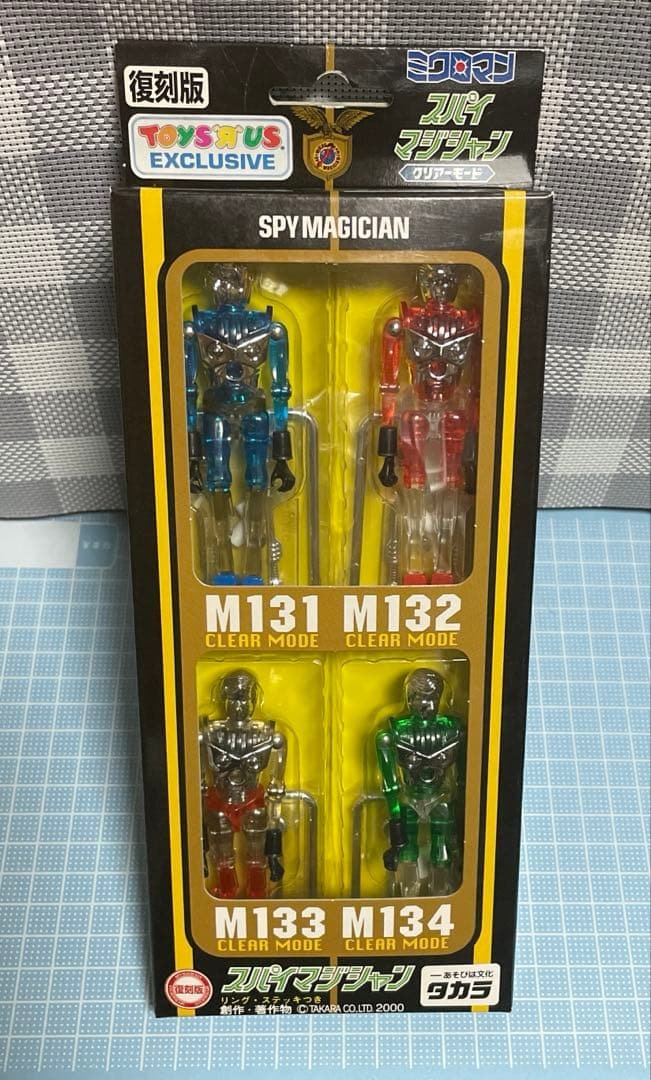 復刻版
TOYS"R"US
EXCLUSIVE
ミクロマン
スパイ
マジシャン
クリアーモード
SPY MAGICIAN
M131
CLEAR MODE
M132
CLEAR MODE
M133
CLEAR MODE
M134
CLEAR MODE
復刻版
スパイマジシャン
リング・ステッキつき
創作・著作物 ©TAKARA CO.,LTD. 2000
あそびは文化
タカラ